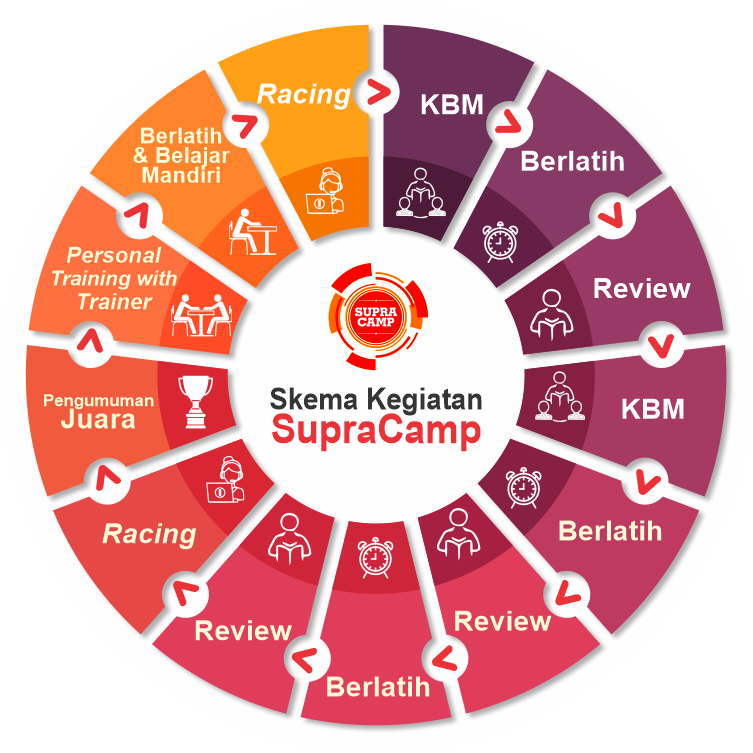 KBM
Berlatih
Review
KBM
Berlatih
Review
Berlatih
Review
Racing
Pengumuman
Juara
Personal
Training with
Trainer
Berlatih
& Belajar
Mandiri
Racing
SUPRA
CAMP
Skema Kegiatan
SupraCamp